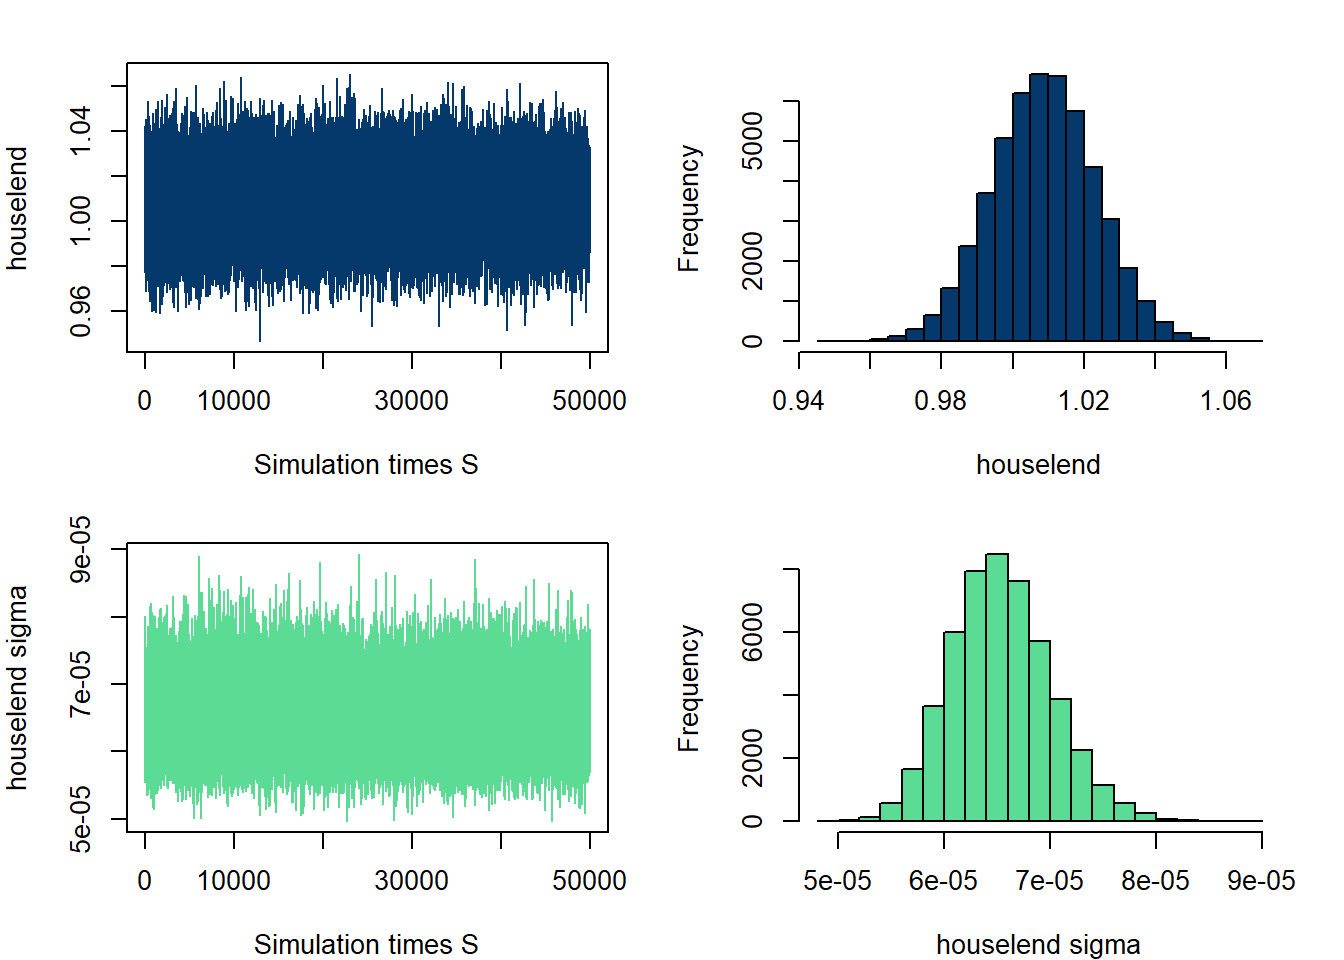 houselend
0.96 1.00 1.04
0 10000 30000 50000
Simulation times S
Frequency
0 2000 5000
0.94 0.98 1.02 1.06
houselend
houselend sigma
5e-05 7e-05 9e-05
0 10000 30000 50000
Simulation times S
Frequency
0 2000 6000
5e-05 6e-05 7e-05 8e-05 9e-05
houselend sigma